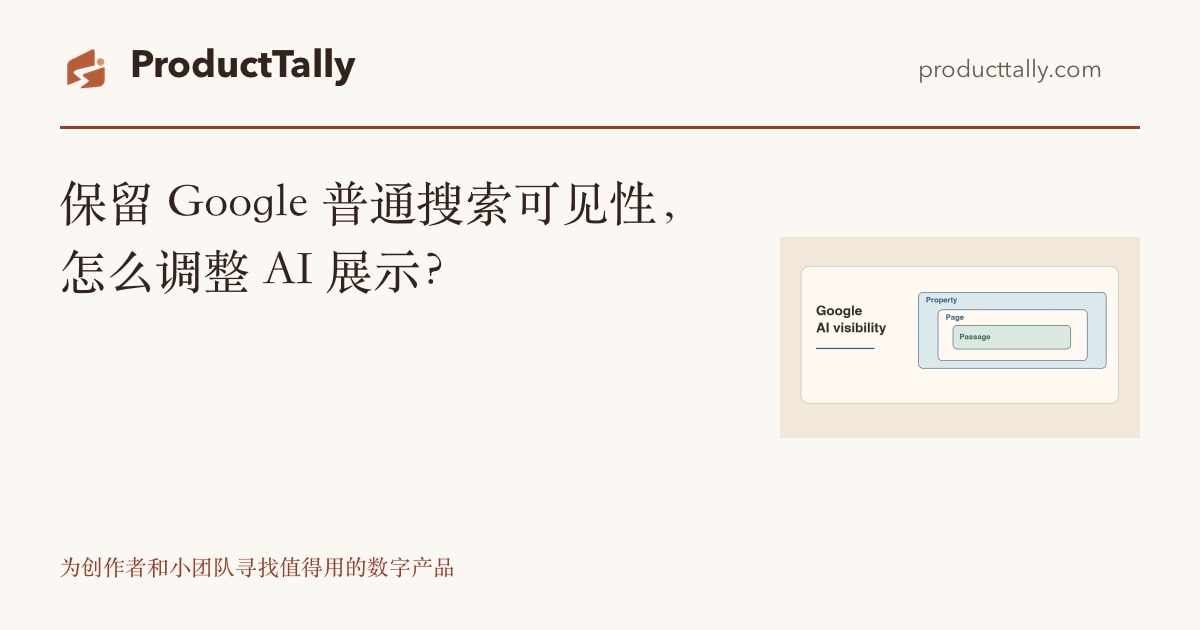 ProductTally
producttally.com
保留 Google 普通搜索可见性,
怎么调整 AI 展示?
Google
AI visibility
Property
Page
Passage
为创作者和小团队寻找值得用的数字产品